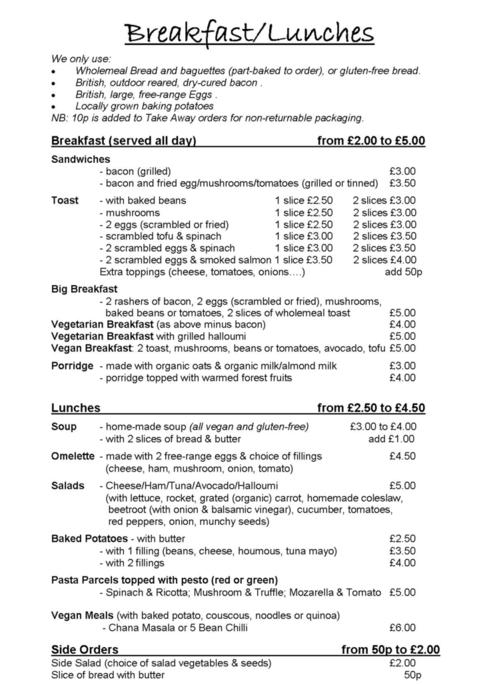 Breakfast/Lunches
We only use:
• Wholemeal Bread and baguettes (part-baked to order), or gluten-free bread.
• British, outdoor reared, dry-cured bacon .
• British, large, free-range Eggs .
• Locally grown baking potatoes
NB: 10p is added to Take Away orders for non-returnable packaging.
Breakfast (served all day) from £2.00 to £5.00
Sandwiches
- bacon (grilled) £3.00
- bacon and fried egg/mushrooms/tomatoes (grilled or tinned) £3.50
Toast - with baked beans 1 slice £2.50 2 slices £3.00
- mushrooms 1 slice £2.50 2 slices £3.00
- 2 eggs (scrambled or fried) 1 slice £2.50 2 slices £3.00
- scrambled tofu & spinach 1 slice £3.00 2 slices £3.50
- 2 scrambled eggs & spinach 1 slice £3.00 2 slices £3.50
- 2 scrambled eggs & smoked salmon 1 slice £3.50 2 slices £4.00
Extra toppings (cheese, tomatoes, onions….) add 50p
Big Breakfast
- 2 rashers of bacon, 2 eggs (scrambled or fried), mushrooms,
baked beans or tomatoes, 2 slices of wholemeal toast £5.00
Vegetarian Breakfast (as above minus bacon) £4.00
Vegetarian Breakfast with grilled halloumi £5.00
Vegan Breakfast: 2 toast, mushrooms, beans or tomatoes, avocado, tofu £5.00
Porridge - made with organic oats & organic milk/almond milk £3.00
- porridge topped with warmed forest fruits £4.00
Lunches from £2.50 to £4.50
Soup - home-made soup (all vegan and gluten-free) £3.00 to £4.00
- with 2 slices of bread & butter add £1.00
Omelette - made with 2 free-range eggs & choice of fillings £4.50
(cheese, ham, mushroom, onion, tomato)
Salads - Cheese/Ham/Tuna/Avocado/Halloumi £5.00
(with lettuce, rocket, grated (organic) carrot, homemade coleslaw,
beetroot (with onion & balsamic vinegar), cucumber, tomatoes,
red peppers, onion, munchy seeds)
Baked Potatoes - with butter £2.50
- with 1 filling (beans, cheese, houmous, tuna mayo) £3.50
- with 2 fillings £4.00
Pasta Parcels topped with pesto (red or green)
- Spinach & Ricotta; Mushroom & Truffle; Mozarella & Tomato £5.00
Vegan Meals (with baked potato, couscous, noodles or quinoa)
- Chana Masala or 5 Bean Chilli £6.00
Side Orders from 50p to £2.00
Side Salad (choice of salad vegetables & seeds) £2.00
Slice of bread with butter 50p